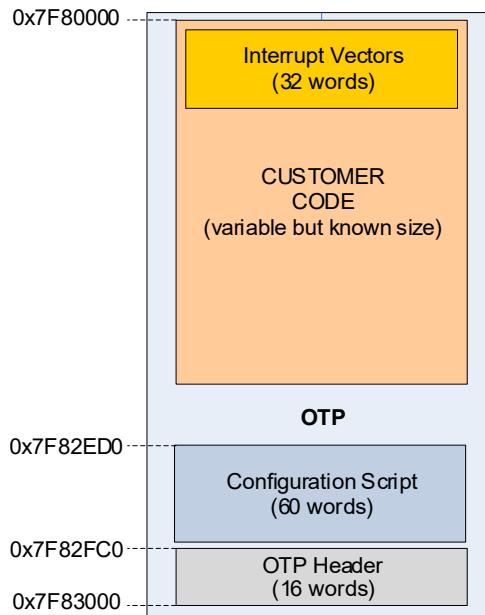 0x7F80000
Interrupt Vectors
(32 words)
CUSTOMER
CODE
(variable but known size)
OTP
0x7F82ED0
Configuration Script
(60 words)
0x7F82FC0
OTP Header
(16 words)
0x7F83000